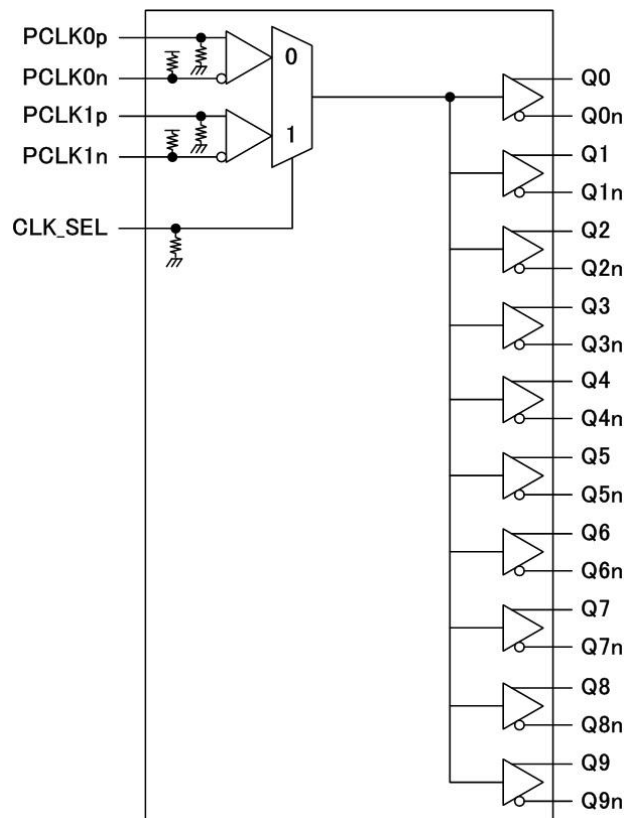 PCLK0p
PCLK0n
PCLK1p
PCLK1n
CLK_SEL
0
1
Q0
Q0n
Q1
Q1n
Q2
Q2n
Q3
Q3n
Q4
Q4n
Q5
Q5n
Q6
Q6n
Q7
Q7n
Q8
Q8n
Q9
Q9n